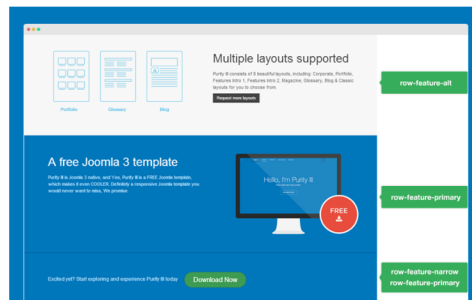 Multiple layouts supported
Purity III consists of 8 beautiful layouts, including: Corporate, Portfolio,
Features Intro 1, Features Intro 2, Magazine, Glossary, Blog & Classic
layouts for you to choose from.
Request more layouts
Portfolio
Glossary
Blog
row-feature-alt
A free Joomla 3 template
Purity III is Joomla 3 native, and Yes, Purity III is a FREE Joomla template,
which makes it even COOLER. Definitely a responsive Joomla template you
would never want to miss, We promise.
Hello, I'm Purity III
FREE
row-feature-primary
Excited yet? Start exploring and experience Purity III today
Download Now
row-feature-narrow
row-feature-primary